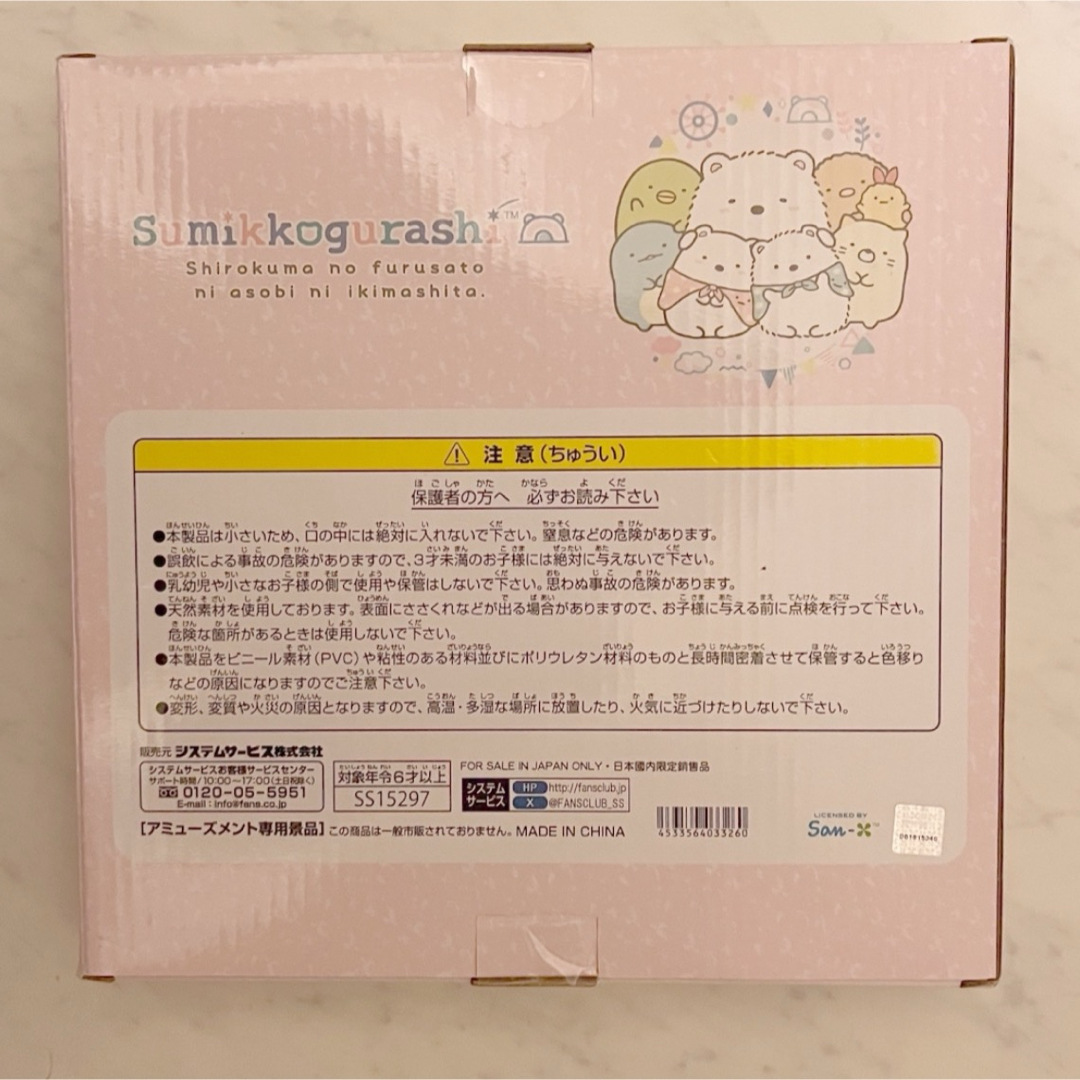 Sumikkogurashi™
Shirokuma no furusato
ni asobi ni ikimashita.
⚠ 注意(ちゅうい)
保護者の方へ 必ずお読み下さい
●本製品は小さいため、口の中には絶対に入れないで下さい。窒息などの危険があります。
●誤飲による事故の危険がありますので、3才未満のお子様には絶対に与えないで下さい。
●乳幼児や小さなお子様の側で使用や保管はしないで下さい。思わぬ事故の危険があります。
●天然素材を使用しております。表面にささくれなどが出る場合がありますので、お子様に与える前に点検を行って下さい。
危険な箇所があるときは使用しないで下さい。
●本製品をビニール素材(PVC)や粘性のある材料並びにポリウレタン材料のものと長時間密着させて保管すると色移り
などの原因になりますのでご注意下さい。
●変形、変質や火災の原因となりますので、高温・多湿な場所に放置したり、火気に近づけたりしないで下さい。
販売元 システムサービス株式会社
システムサービスお客様サービスセンター
サポート時間/10:00~17:00(土日祝除く)
0120-05-5951
E-mail : info@fans.co.jp
対象年令6才以上
SS15297
FOR SALE IN JAPAN ONLY・日本國内限定銷售品
システム
サービス
HP http://fansclub.jp
X @FANSCLUB_SS
[アミューズメント専用景品] この商品は一般市販されておりません。MADE IN CHINA
4533564033260
LICENSED BY
San-X™